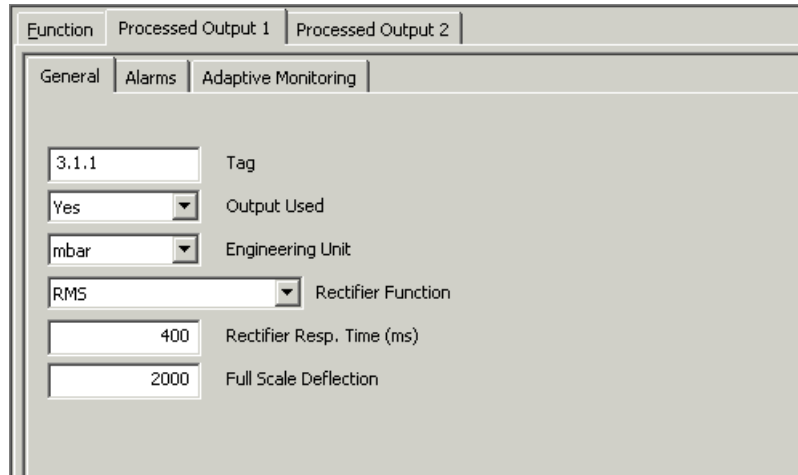 Function Processed Output 1 Processed Output 2
General Alarms Adaptive Monitoring
3.1.1 Tag
Yes Output Used
mbar Engineering Unit
RMS Rectifier Function
400 Rectifier Resp. Time (ms)
2000 Full Scale Deflection